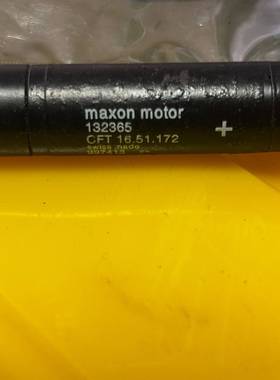 maxon motor
132365
+
CFT 16.51.172
swiss made